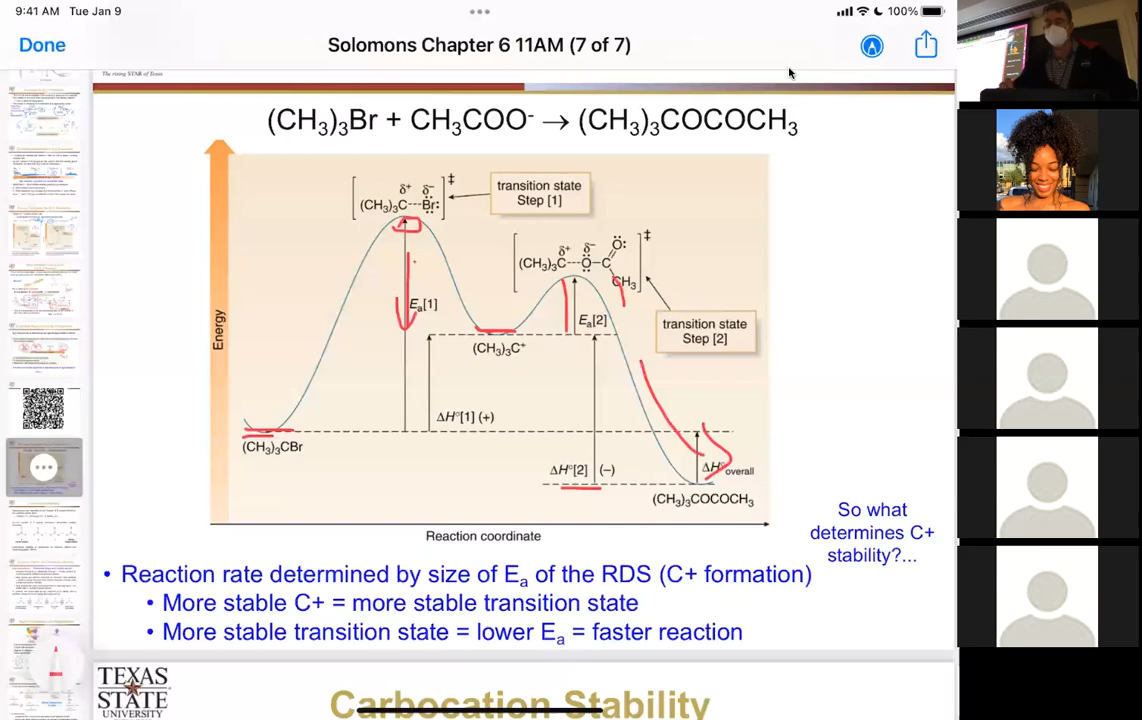 9:41 AM Tue Jan 9
100%
Done
Solomons Chapter 6 11AM (7 of 7)
The rising STAR of Texas
(CH₃)₃Br + CH₃COO⁻ → (CH₃)₃COCOCH₃
δ⁺ δ⁻ ‡
(CH₃)₃C---Br:
transition state
Step [1]
δ⁺ δ⁻ O: ‡
(CH₃)₃C---O—C
CH₃
Eₐ[1]
Eₐ[2]
transition state
Step [2]
Energy
(CH₃)₃C⁺
ΔH°[1] (+)
(CH₃)₃CBr
ΔH°[2] (–)
ΔH°overall
(CH₃)₃COCOCH₃
Reaction coordinate
So what
determines C+
stability?...
• Reaction rate determined by size of Eₐ of the RDS (C+ formation)
• More stable C+ = more stable transition state
• More stable transition state = lower Eₐ = faster reaction
TEXAS
STATE
UNIVERSITY
Carbocation Stability